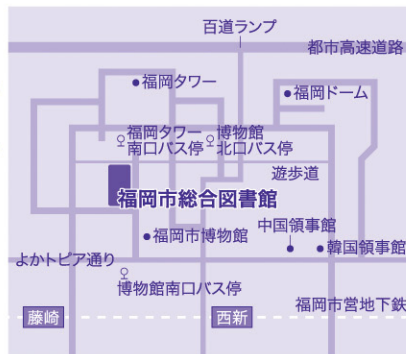 百道ランプ
都市高速道路
福岡タワー
福岡ドーム
福岡タワー
南口バス停
博物館
北口バス停
遊歩道
福岡市総合図書館
中国領事館
福岡市博物館
韓国領事館
よかトピア通り
博物館南口バス停
福岡市営地下鉄
藤崎
西新